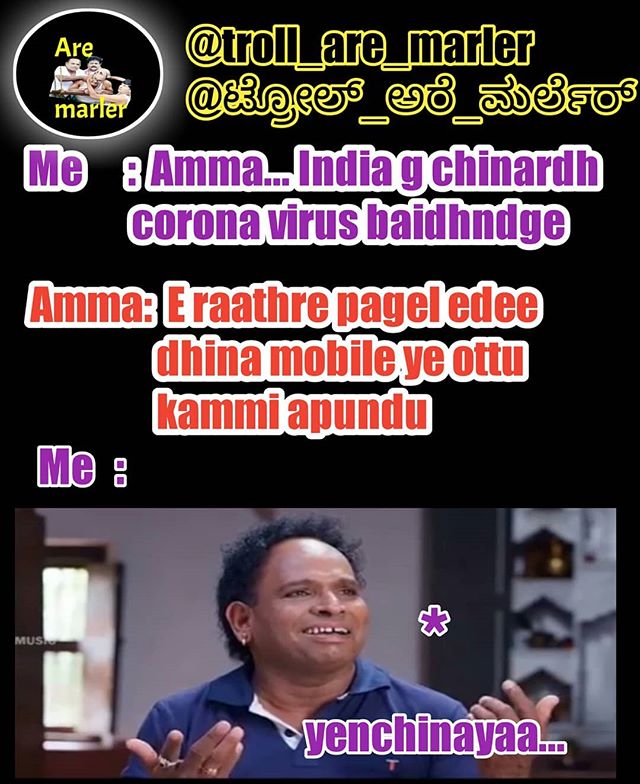 Are
marler
@troll_are_marler
@ಟ್ರೋಲ್_ಅರೆ_ಮರ್ಲೆರ್
Me : Amma... India g chinardh
corona virus baidhndge
Amma: E raathre pagel edee
dhina mobile ye ottu
kammi apundu
Me :
MUSIC
*
yenchinayaa...